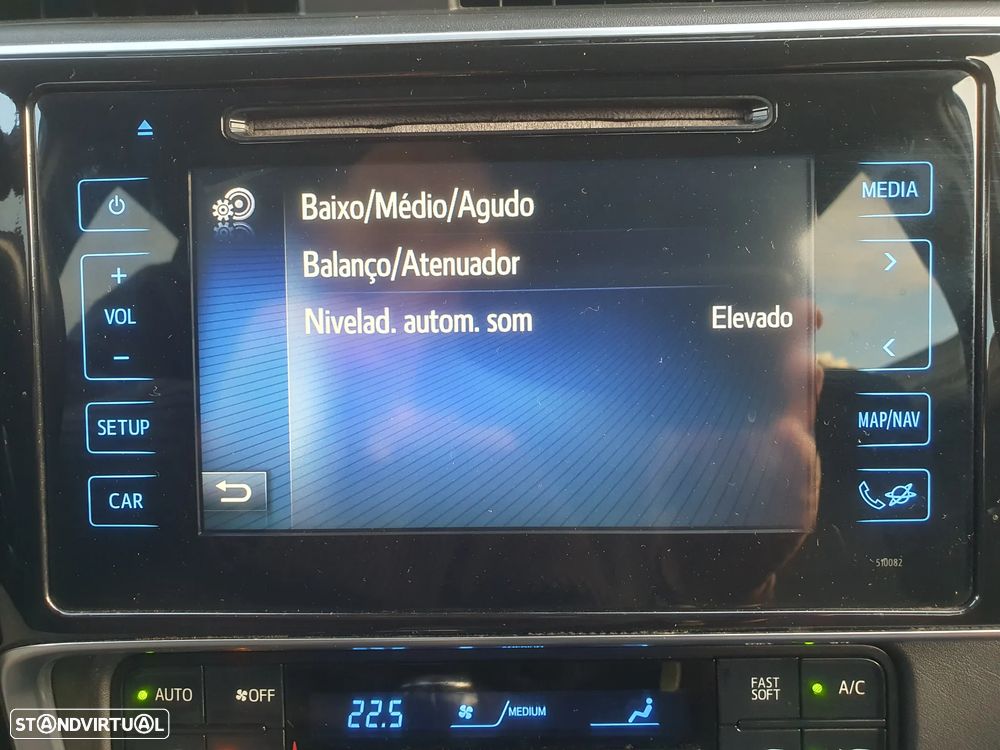 Baixo/Médio/Agudo
Balanço/Atenuador
Nivelad. autom. som Elevado
+
VOL
−
SETUP
CAR
MEDIA
>
<
MAP/NAV
510082
AUTO
OFF
22.5
MEDIUM
FAST
SOFT
A/C
STANDVIRTUAL